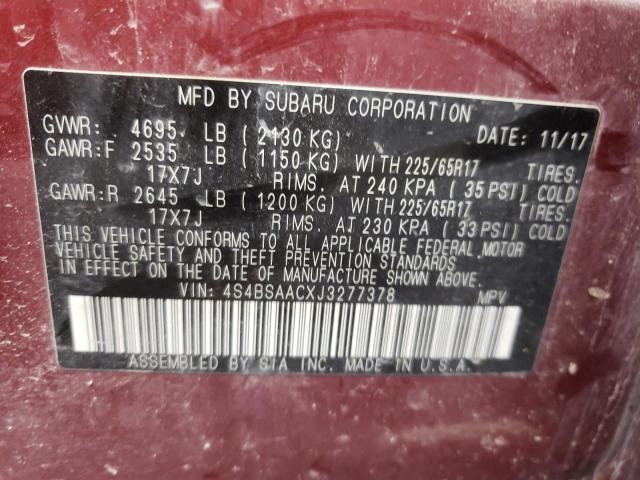 MFD BY SUBARU CORPORATION
GVWR: 4695 LB ( 2130 KG) DATE: 11/17
GAWR:F 2535 LB ( 1150 KG) WITH 225/65R17 TIRES.
17X7J RIMS. AT 240 KPA ( 35 PSI) COLD
GAWR:R 2645 LB ( 1200 KG) WITH 225/65R17 TIRES.
17X7J RIMS. AT 230 KPA ( 33 PSI) COLD
THIS VEHICLE CONFORMS TO ALL APPLICABLE FEDERAL MOTOR
VEHICLE SAFETY AND THEFT PREVENTION STANDARDS
IN EFFECT ON THE DATE OF MANUFACTURE SHOWN ABOVE.
VIN: 4S4BSAACXJ3277378 MPV
ASSEMBLED BY SIA INC. MADE IN U.S.A.